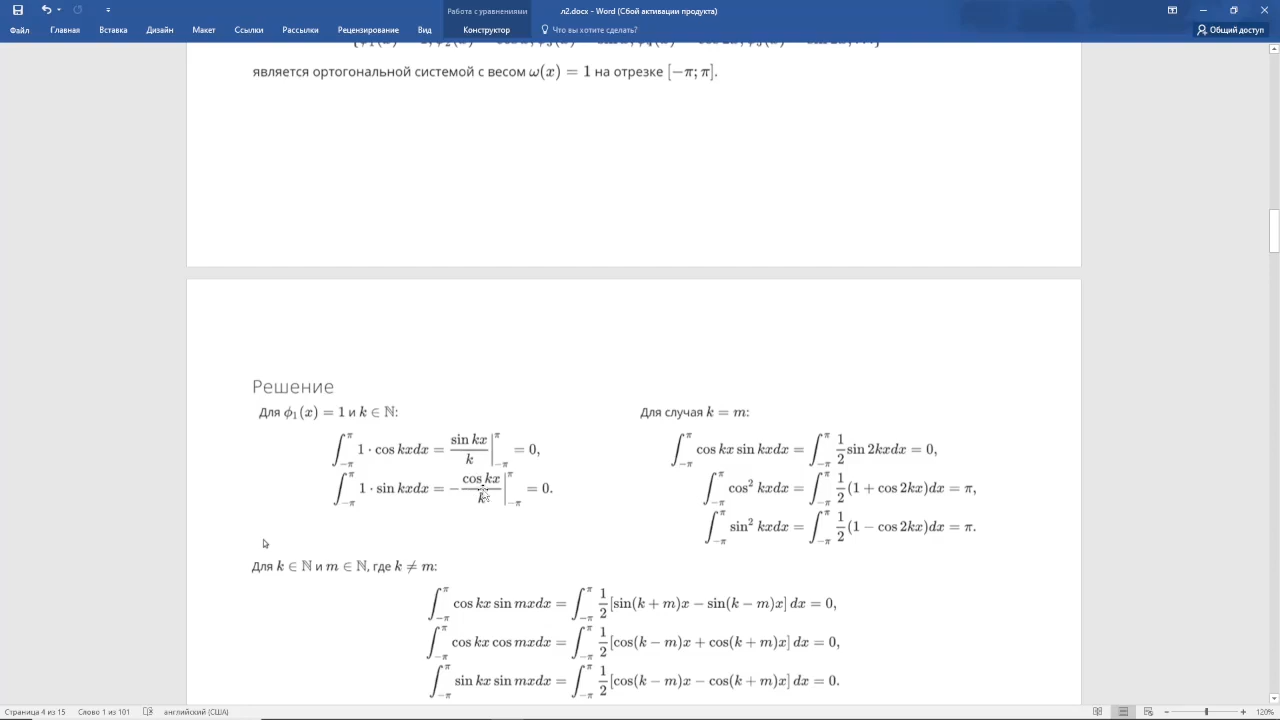 Работа с уравнениями
л2.docx - Word (Сбой активации продукта)
Файл Главная Вставка Дизайн Макет Ссылки Рассылки Рецензирование Вид Конструктор Что вы хотите сделать? Общий доступ
является ортогональной системой с весом ω(x) = 1 на отрезке [−π; π].
Решение
Для ϕ₁(x) = 1 и k ∈ ℕ:
∫_{−π}^{π} 1 · cos kxdx = sin kx / k |_{−π}^{π} = 0,
∫_{−π}^{π} 1 · sin kxdx = − cos kx / k |_{−π}^{π} = 0.
Для случая k = m:
∫_{−π}^{π} cos kx sin kxdx = ∫_{−π}^{π} 1/2 sin 2kxdx = 0,
∫_{−π}^{π} cos² kxdx = ∫_{−π}^{π} 1/2 (1 + cos 2kx)dx = π,
∫_{−π}^{π} sin² kxdx = ∫_{−π}^{π} 1/2 (1 − cos 2kx)dx = π.
Для k ∈ ℕ и m ∈ ℕ, где k ≠ m:
∫_{−π}^{π} cos kx sin mxdx = ∫_{−π}^{π} 1/2 [sin(k + m)x − sin(k − m)x] dx = 0,
∫_{−π}^{π} cos kx cos mxdx = ∫_{−π}^{π} 1/2 [cos(k − m)x + cos(k + m)x] dx = 0,
∫_{−π}^{π} sin kx sin mxdx = ∫_{−π}^{π} 1/2 [cos(k − m)x − cos(k + m)x] dx = 0.
Страница 4 из 15 Слово 1 из 101 английский (США) 120%